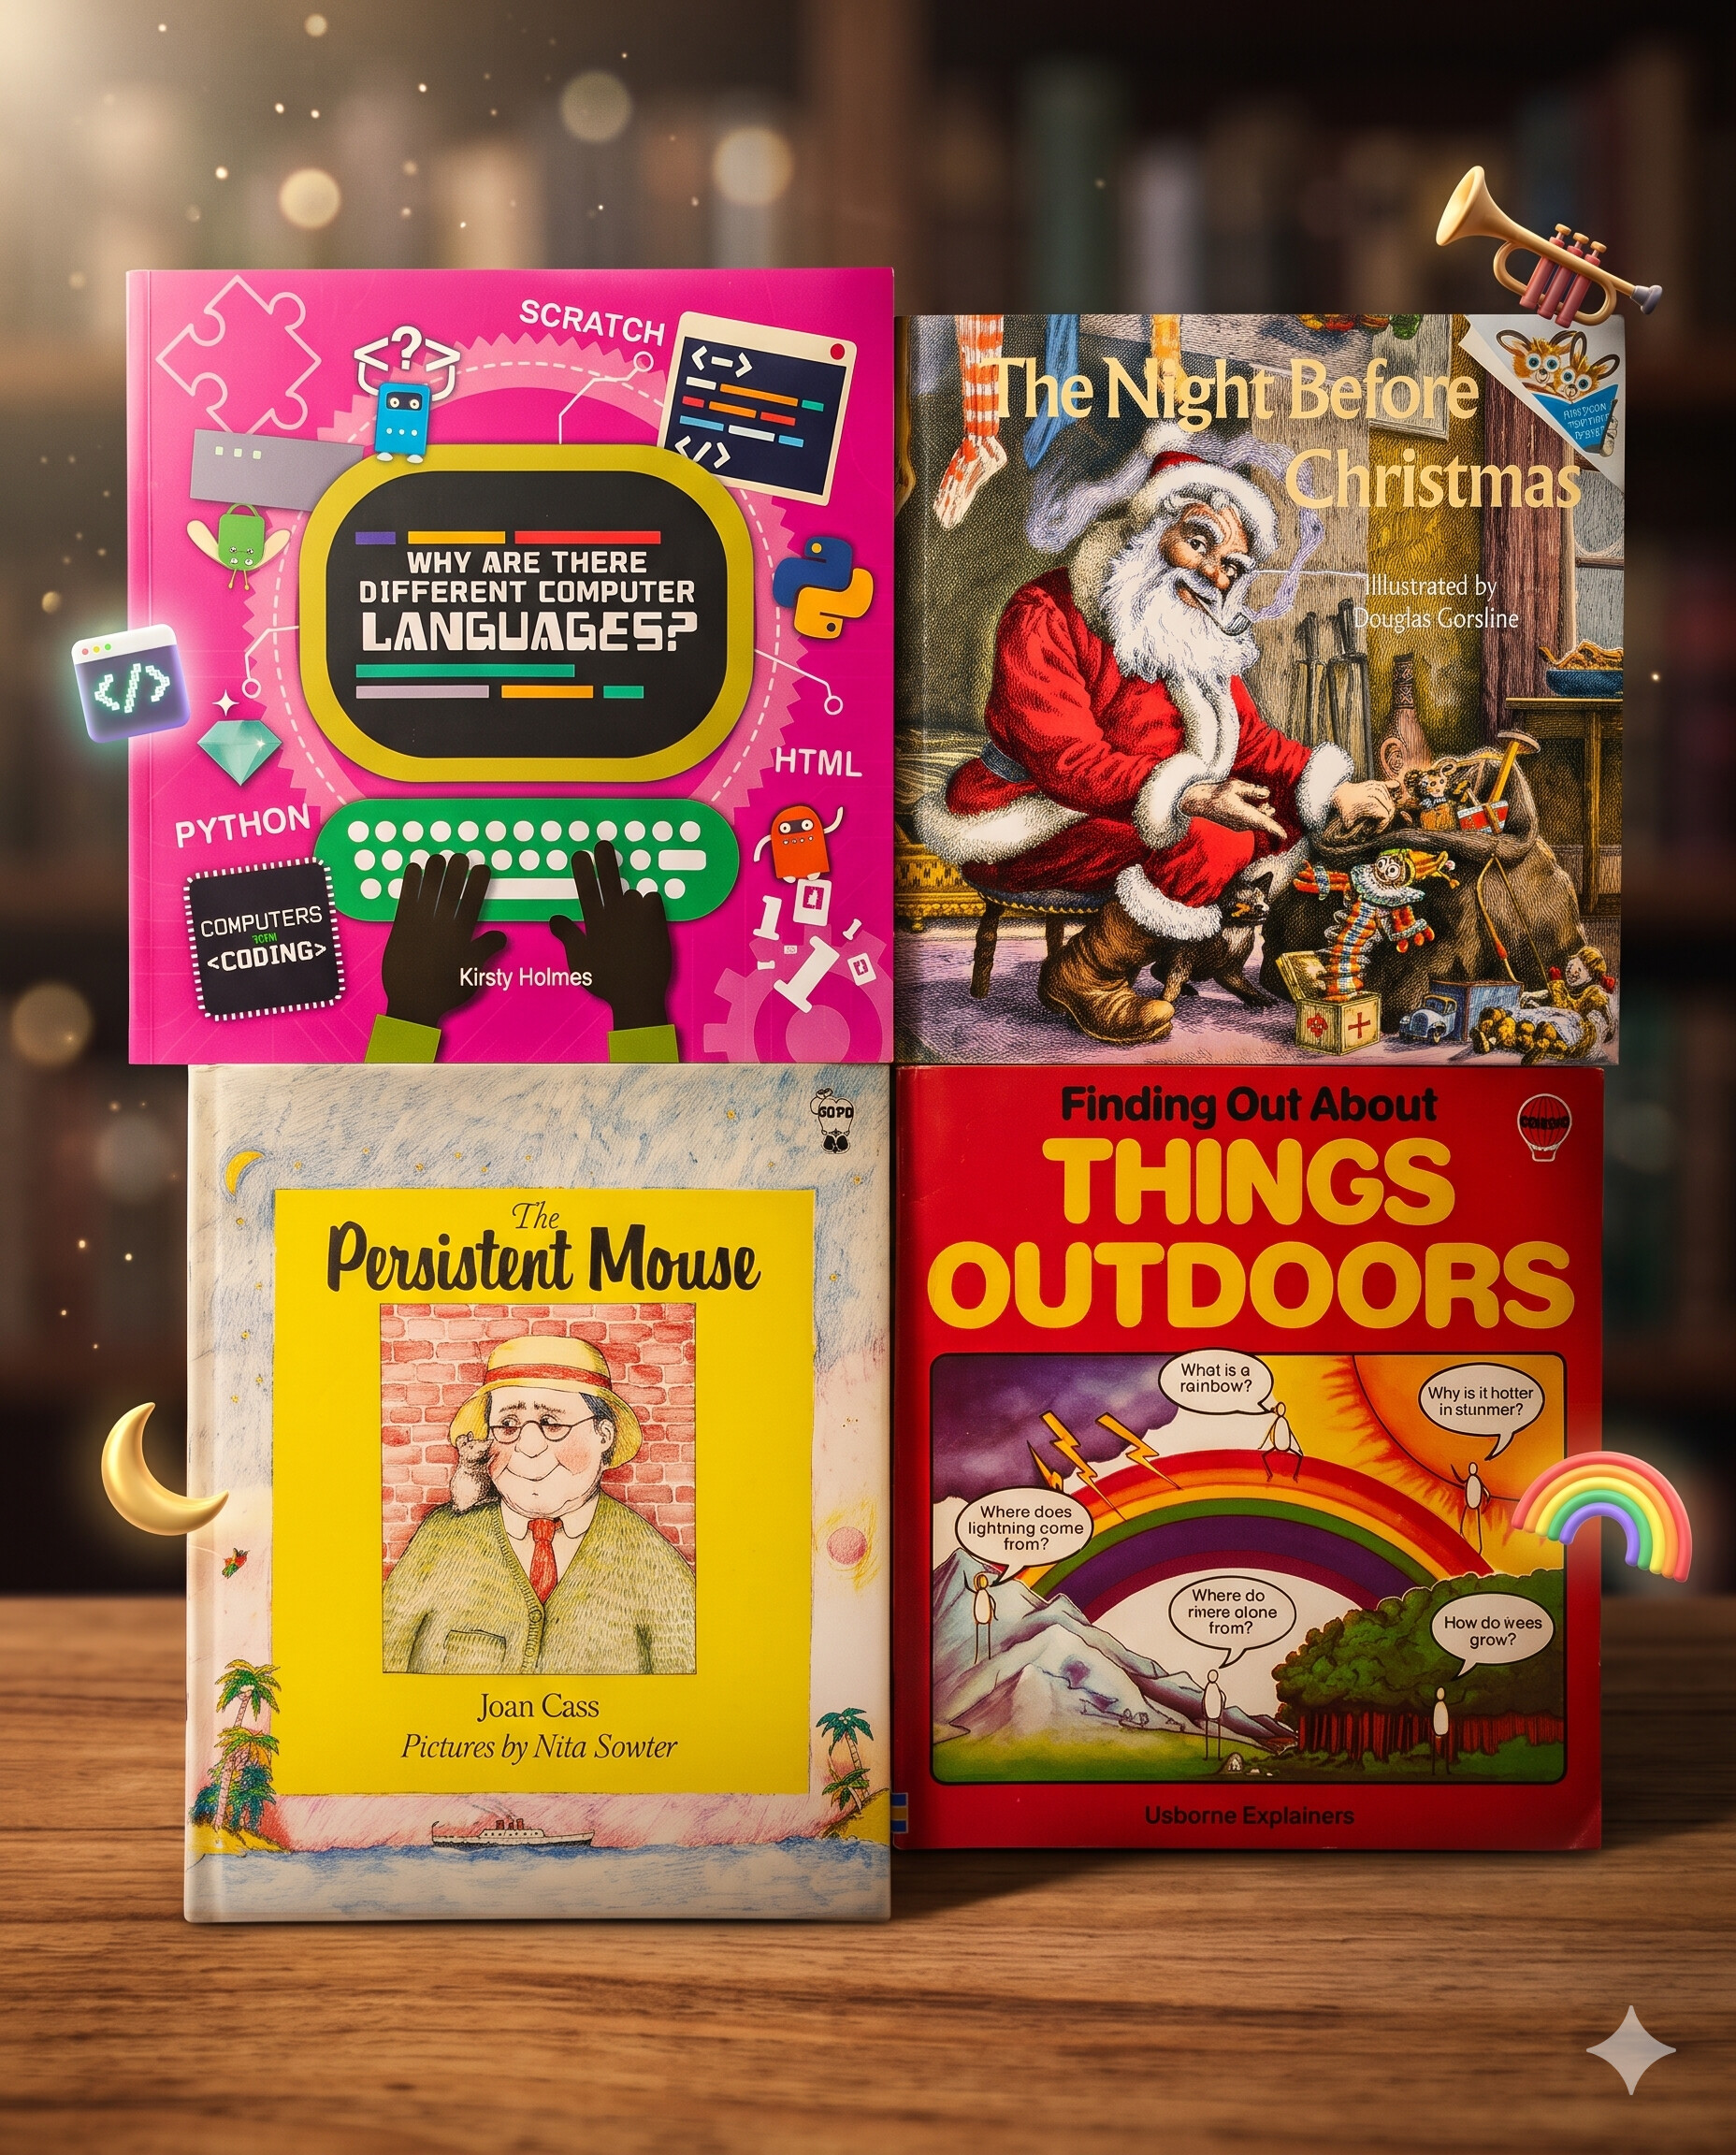 SCRATCH
<?>
<->
</>
WHY ARE THERE
DIFFERENT COMPUTER
LANGUAGES?
</>
HTML
PYTHON
COMPUTERS
<CODING>
Kirsty Holmes
The Night Before
Christmas
Illustrated by
Douglas Gorsline
GOPD
The
Persistent Mouse
Joan Cass
Pictures by Nita Sowter
Finding Out About
THINGS
OUTDOORS
What is a
rainbow?
Why is it hotter
in stunmer?
Where does
lightning come
from?
Where do
rimere alone
from?
How do wees
grow?
Usborne Explainers